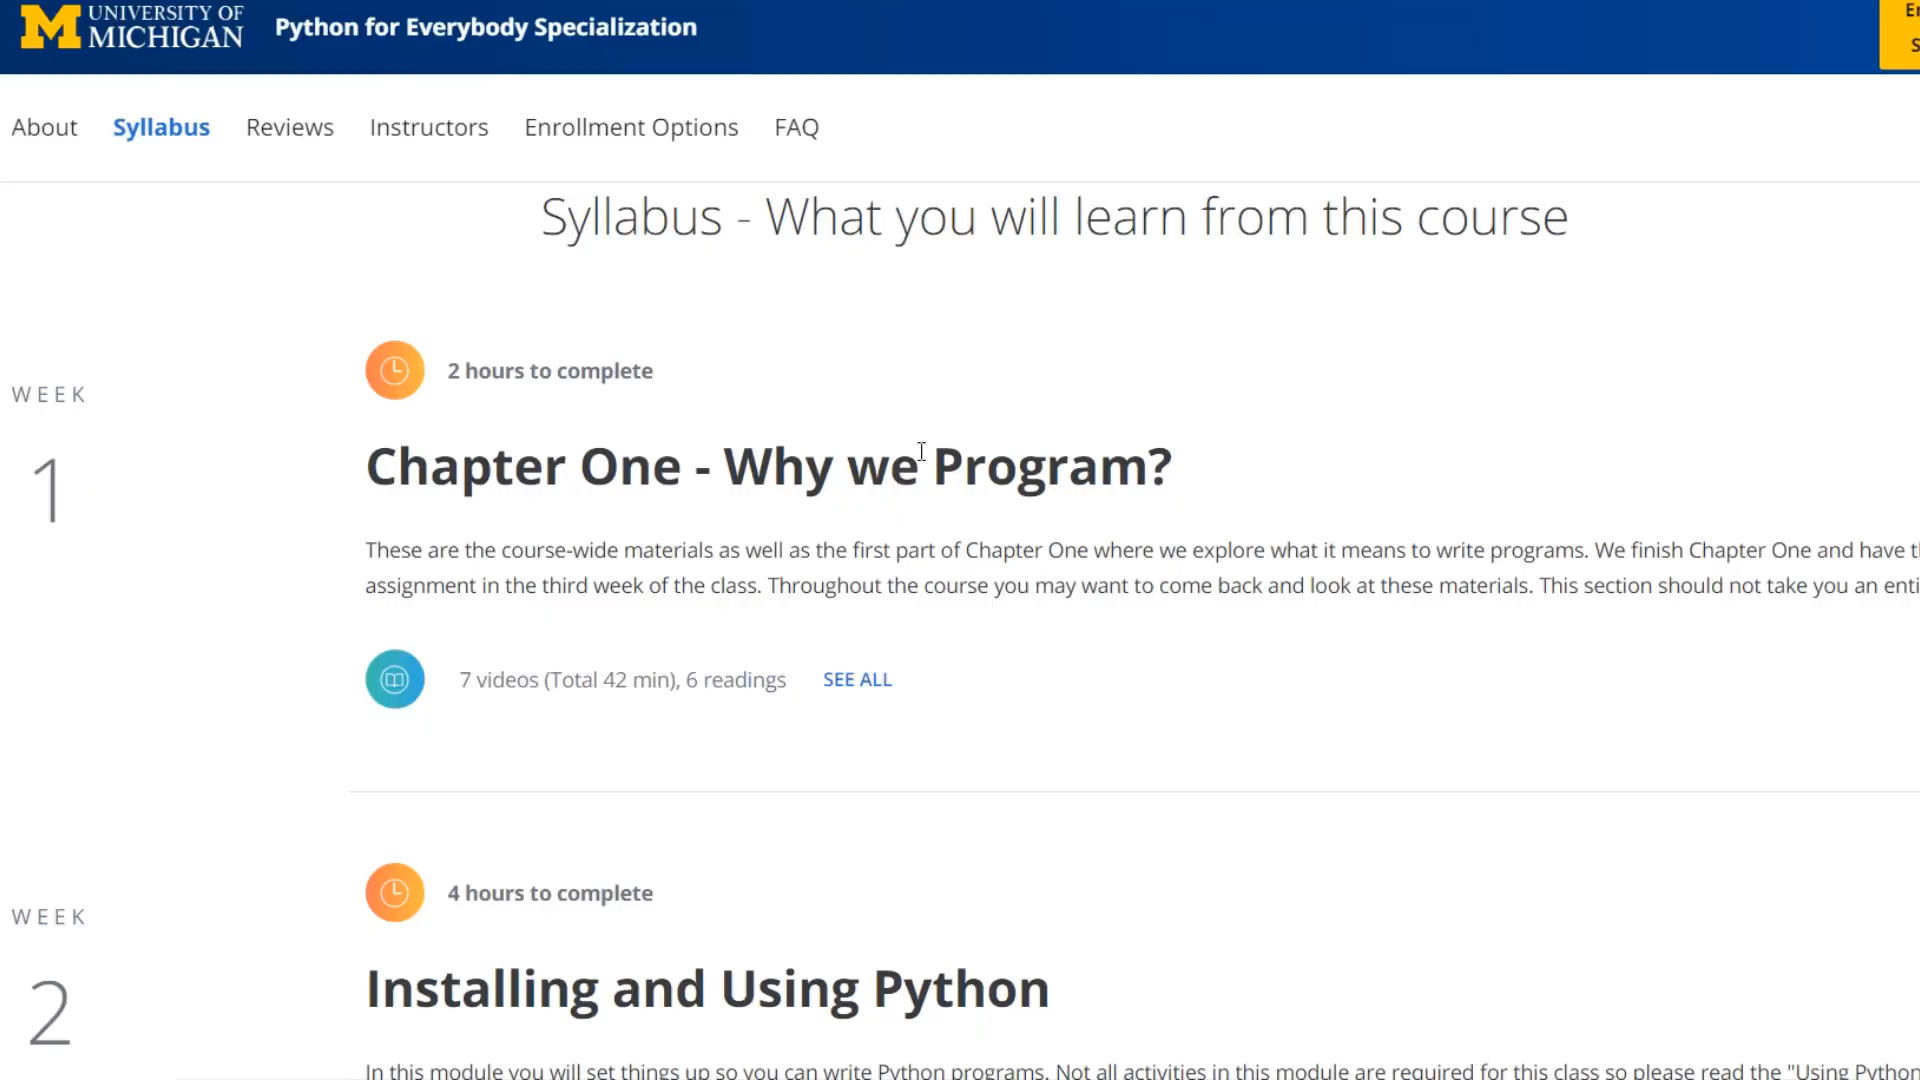 UNIVERSITY OF
MICHIGAN
Python for Everybody Specialization
About Syllabus Reviews Instructors Enrollment Options FAQ
Syllabus - What you will learn from this course
WEEK
1
2 hours to complete
Chapter One - Why we Program?
These are the course-wide materials as well as the first part of Chapter One where we explore what it means to write programs. We finish Chapter One and have
assignment in the third week of the class. Throughout the course you may want to come back and look at these materials. This section should not take you an
7 videos (Total 42 min), 6 readings SEE ALL
WEEK
2
4 hours to complete
Installing and Using Python
In this module you will set things up so you can write Python programs. Not all activities in this module are required for this class so please read the "Using Python